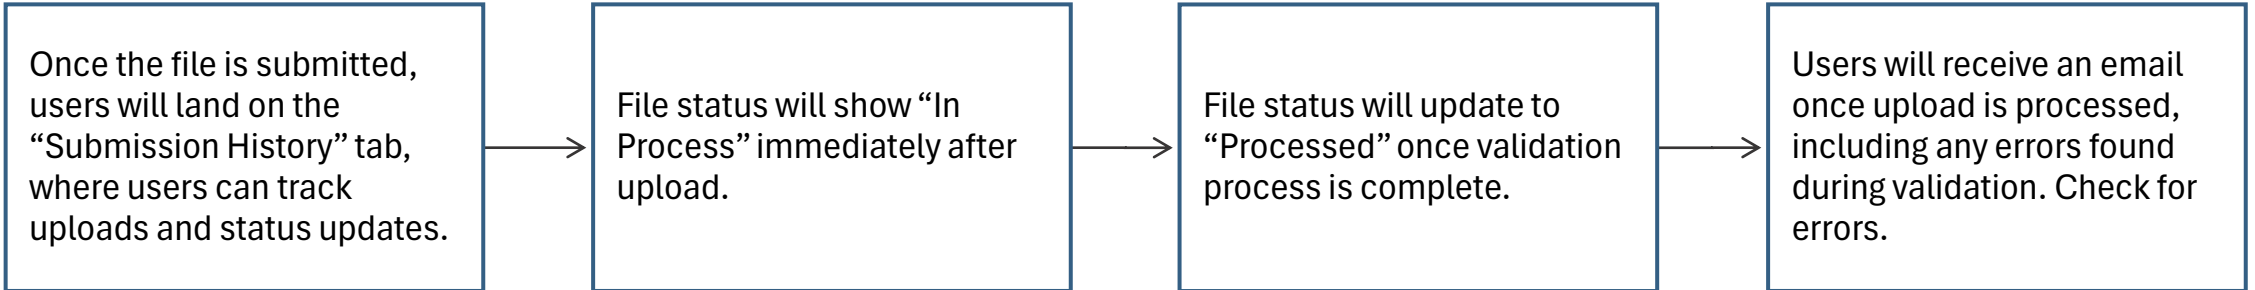 Once the file is submitted,
users will land on the
“Submission History” tab,
where users can track
uploads and status updates.
File status will show “In
Process” immediately after
upload.
File status will update to
“Processed” once validation
process is complete.
Users will receive an email
once upload is processed,
including any errors found
during validation. Check for
errors.